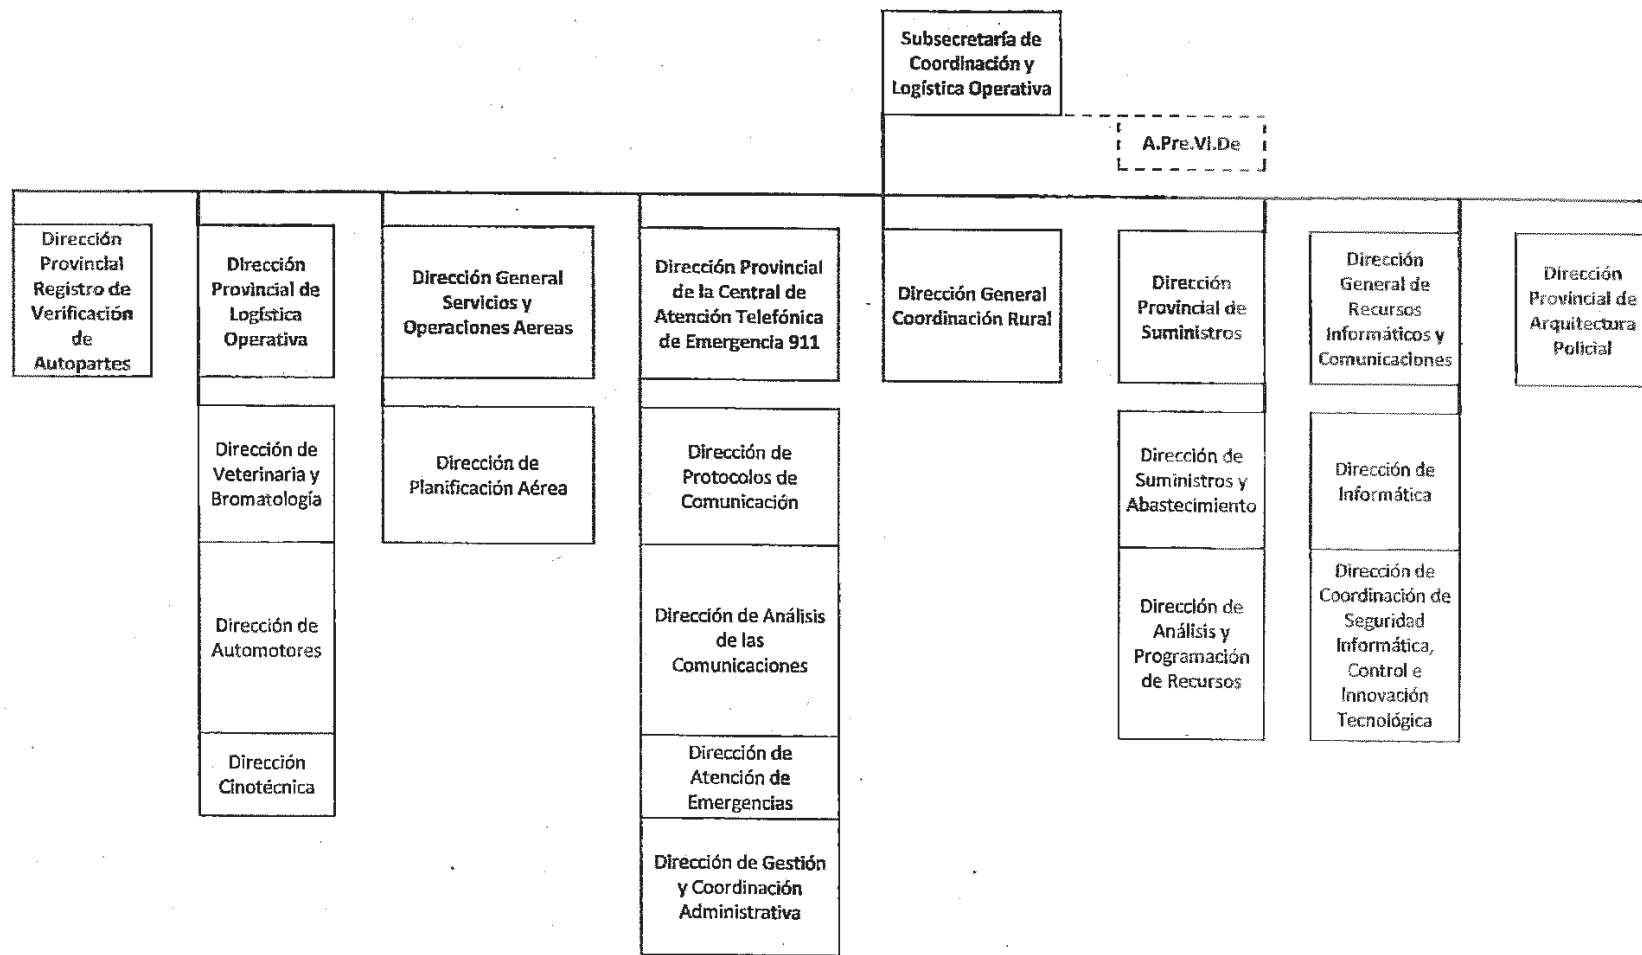 Subsecretaría de
Coordinación y
Logística Operativa
A.Pre.Vi.De
Dirección
Provincial
Registro de
Verificación
de
Autopartes
Dirección
Provincial de
Logística
Operativa
Dirección General
Servicios y
Operaciones Aereas
Dirección Provincial
de la Central de
Atención Telefónica
de Emergencia 911
Dirección General
Coordinación Rural
Dirección
Provincial de
Suministros
Dirección
General de
Recursos
Informáticos y
Comunicaciones
Dirección
Provincial de
Arquitectura
Policial
Dirección de
Veterinaria y
Bromatología
Dirección de
Planificación Aérea
Dirección de
Protocolos de
Comunicación
Dirección de
Suministros y
Abastecimiento
Dirección de
Informática
Dirección de
Automotores
Dirección de Análisis
de las
Comunicaciones
Dirección de
Análisis y
Programación
de Recursos
Dirección de
Coordinación de
Seguridad
Informática,
Control e
Innovación
Tecnológica
Dirección
Cinotécnica
Dirección de
Atención de
Emergencias
Dirección de Gestión
y Coordinación
Administrativa